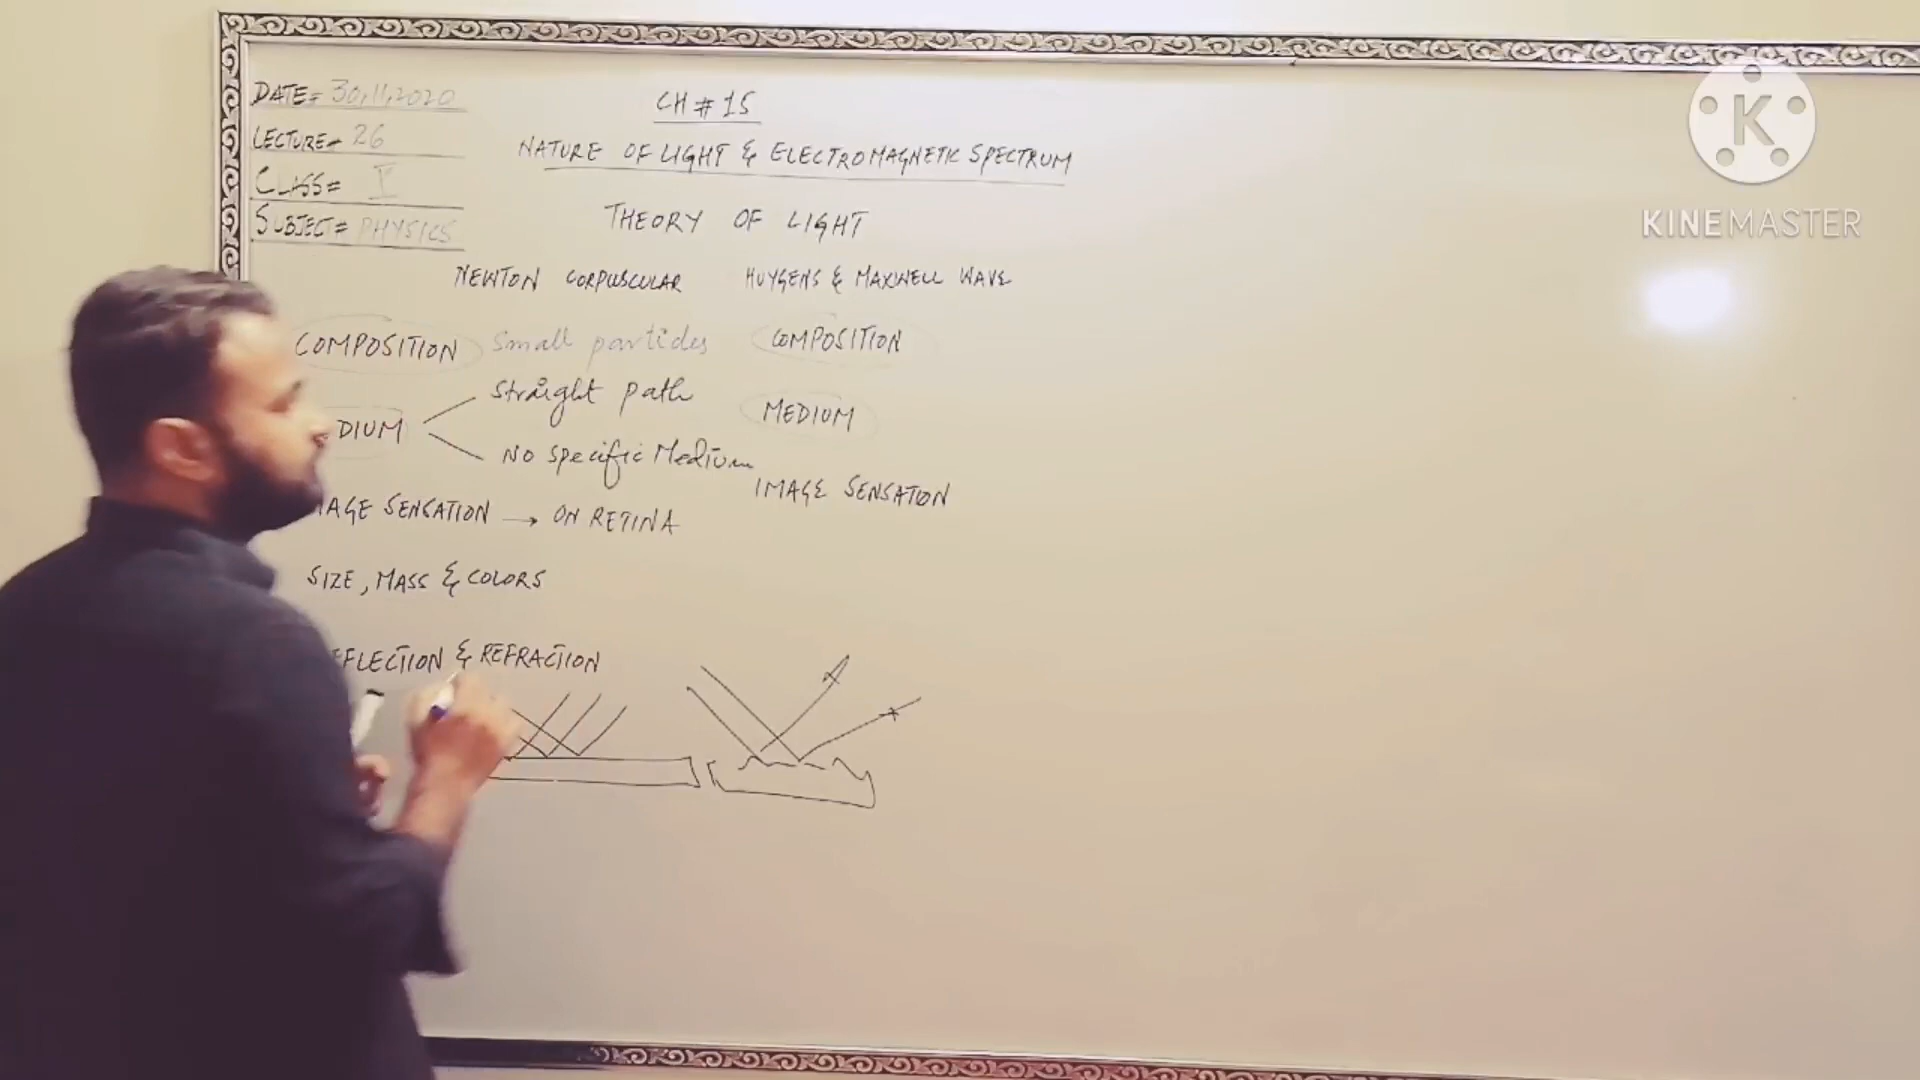 DATE= 30,11,2020
LECTURE= 26
CLASS= X
SUBJECT= PHYSICS
CH # 15
NATURE OF LIGHT & ELECTROMAGNETIC SPECTRUM
THEORY OF LIGHT
NEWTON CORPUSCULAR
COMPOSITION Small particles
DIUM
Straight path
No specific Medium
AGE SENSATION → ON RETINA
SIZE, MASS & COLORS
FLECTION & REFRACTION
HUYGENS & MAXWELL WAVE
COMPOSITION
MEDIUM
IMAGE SENSATION
K
KINEMASTER